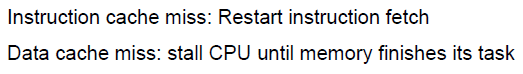 Instruction cache miss: Restart instruction fetch
Data cache miss: stall CPU until memory finishes its task